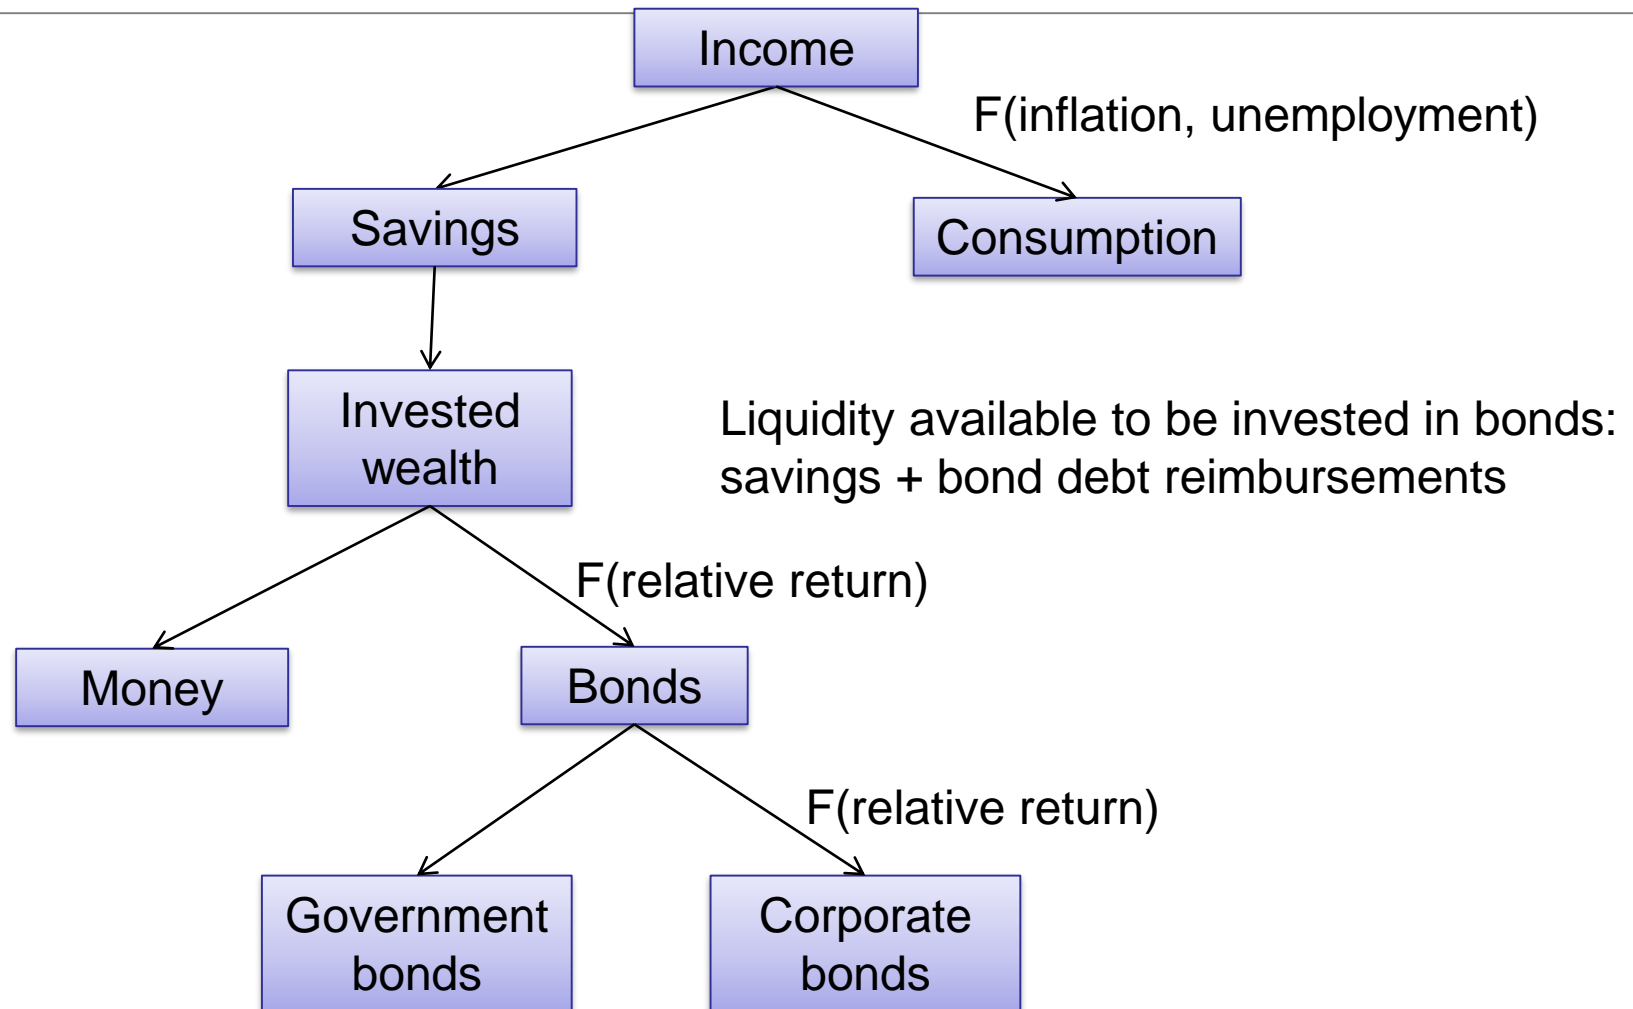 Income
F(inflation, unemployment)
Savings
Consumption
Invested
wealth
Liquidity available to be invested in bonds:
savings + bond debt reimbursements
F(relative return)
Money
Bonds
F(relative return)
Government
bonds
Corporate
bonds